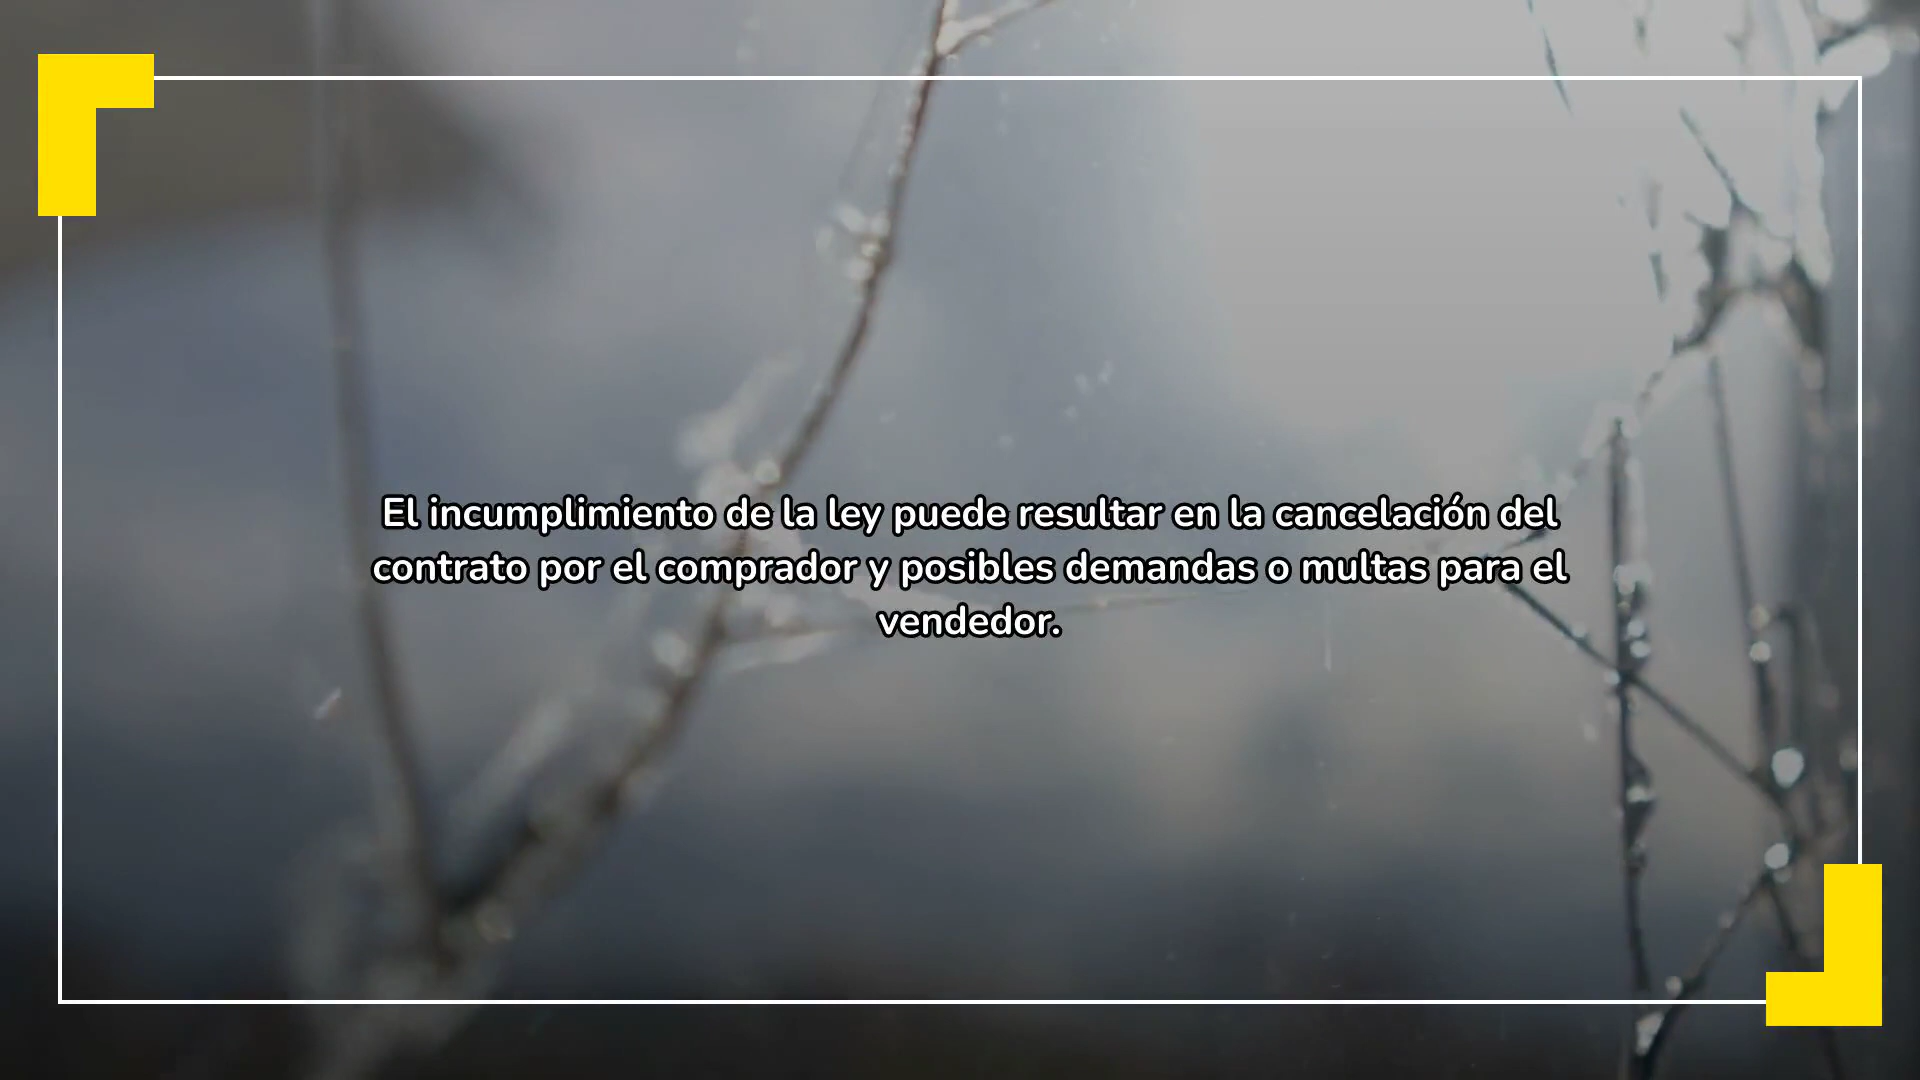 El incumplimiento de la ley puede resultar en la cancelación del
contrato por el comprador y posibles demandas o multas para el
vendedor.